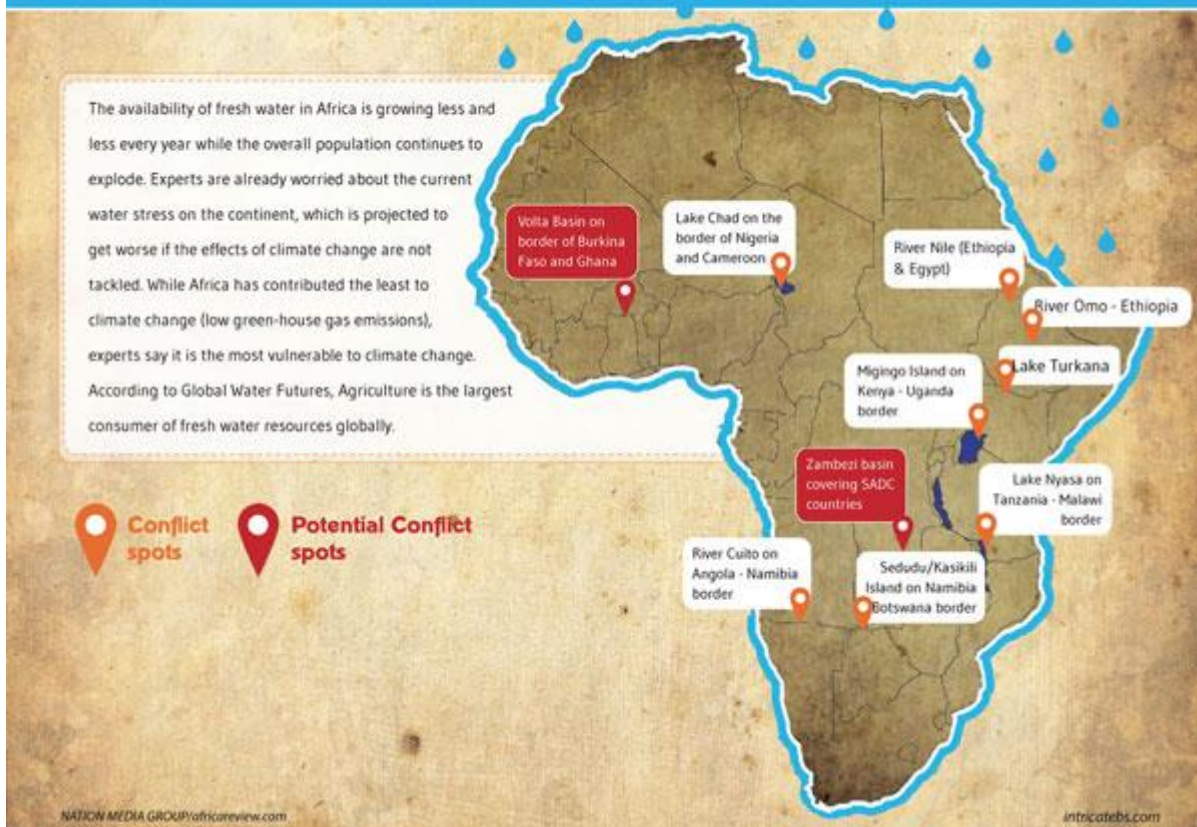 The availability of fresh water in Africa is growing less and
less every year while the overall population continues to
explode. Experts are already worried about the current
water stress on the continent, which is projected to
get worse if the effects of climate change are not
tackled. While Africa has contributed the least to
climate change (low green-house gas emissions),
experts say it is the most vulnerable to climate change.
According to Global Water Futures, Agriculture is the largest
consumer of fresh water resources globally.
Volta Basin on
border of Burkina
Faso and Ghana
Lake Chad on the
border of Nigeria
and Cameroon
River Nile (Ethiopia
& Egypt)
River Omo - Ethiopia
Lake Turkana
Migingo Island on
Kenya - Uganda
border
Zambezi basin
covering SADC
countries
Lake Nyasa on
Tanzania - Malawi
border
River Cuito on
Angola - Namibia
border
Sedudu/Kasikili
Island on Namibia
Botswana border
Conflict
spots
Potential Conflict
spots
NATION MEDIA GROUP/africareview.com
intricatebs.com